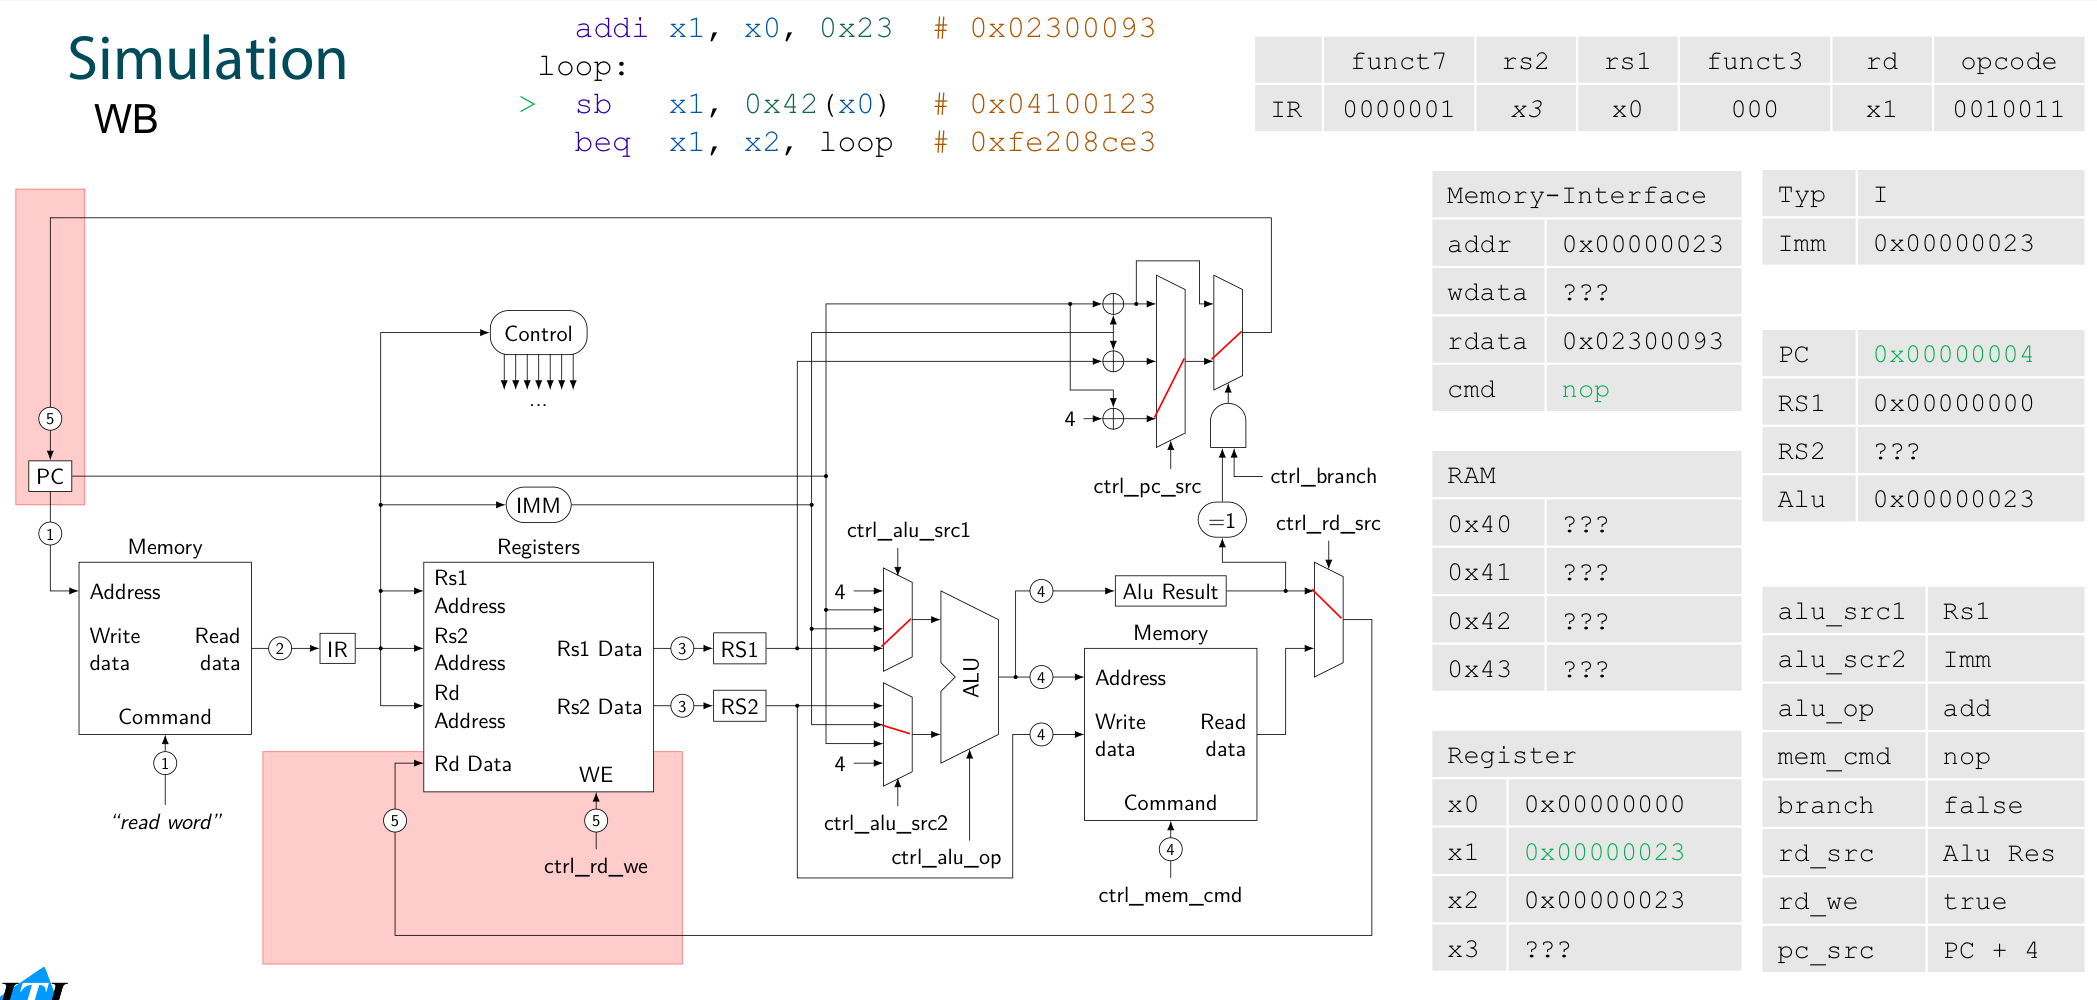 Simulation
WB
addi x1, x0, 0x23 # 0x02300093
loop:
> sb x1, 0x42(x0) # 0x04100123
beq x1, x2, loop # 0xfe208ce3
funct7 rs2 rs1 funct3 rd opcode
IR 0000001 x3 x0 000 x1 0010011
Memory-Interface
addr 0x00000023
wdata ???
rdata 0x02300093
cmd nop
Typ I
Imm 0x00000023
PC 0x00000004
RS1 0x00000000
RS2 ???
Alu 0x00000023
RAM
0x40 ???
0x41 ???
0x42 ???
0x43 ???
Register
x0 0x00000000
x1 0x00000023
x2 0x00000023
x3 ???
alu_src1 Rs1
alu_scr2 Imm
alu_op add
mem_cmd nop
branch false
rd_src Alu Res
rd_we true
pc_src PC + 4
Control
...
5
PC
1
IMM
4
ctrl_pc_src
ctrl_branch
=1
ctrl_rd_src
Memory
Address
Write
data
Read
data
Command
1
"read word"
2
IR
Registers
Rs1
Address
Rs2
Address
Rd
Address
Rd Data
WE
Rs1 Data
Rs2 Data
5
5
ctrl_rd_we
3
RS1
3
RS2
ctrl_alu_src1
4
4
ctrl_alu_src2
ALU
ctrl_alu_op
4
Alu Result
4
4
Memory
Address
Write
data
Read
data
Command
4
ctrl_mem_cmd
ITI